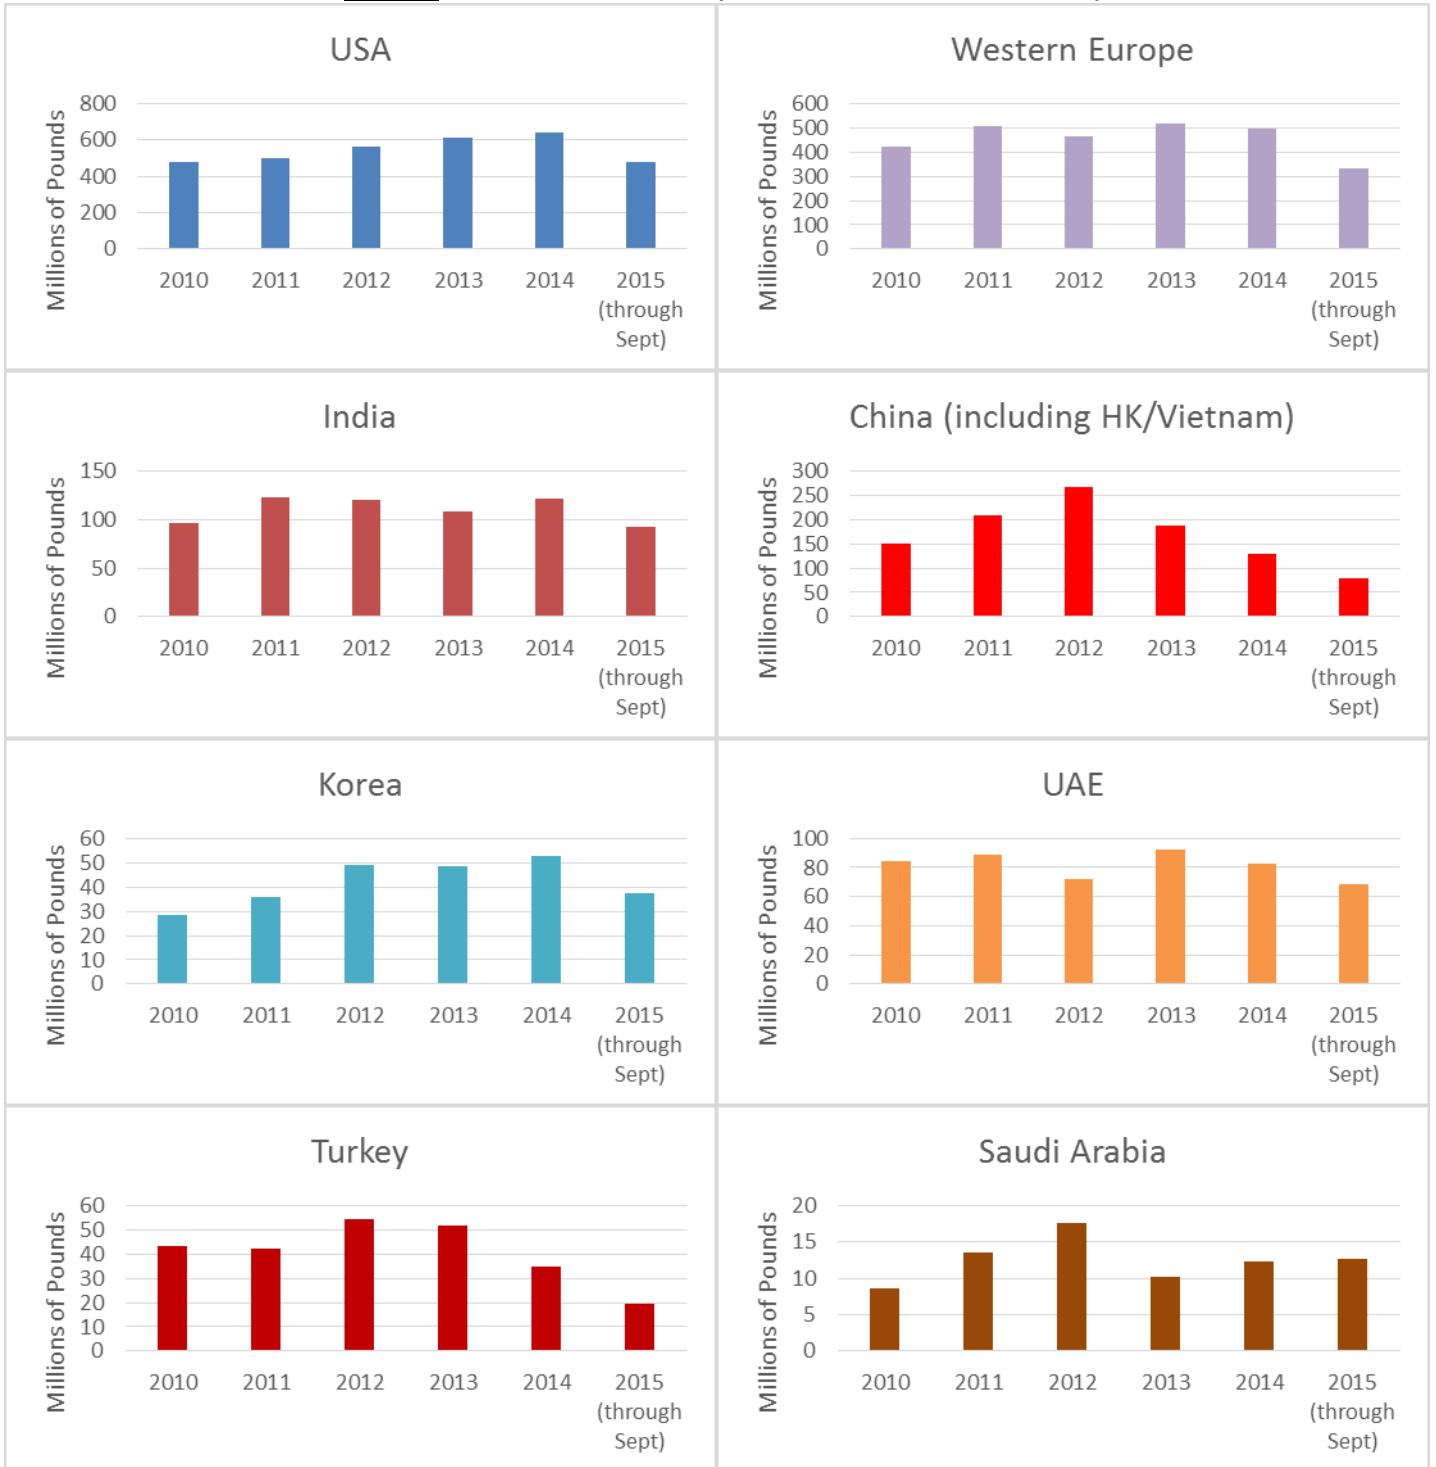 USA
Millions of Pounds
800
600
400
200
0
2010 2011 2012 2013 2014 2015
(through
Sept)
Western Europe
Millions of Pounds
600
500
400
300
200
100
0
2010 2011 2012 2013 2014 2015
(through
Sept)
India
Millions of Pounds
150
100
50
0
2010 2011 2012 2013 2014 2015
(through
Sept)
China (including HK/Vietnam)
Millions of Pounds
300
250
200
150
100
50
0
2010 2011 2012 2013 2014 2015
(through
Sept)
Korea
Millions of Pounds
60
50
40
30
20
10
0
2010 2011 2012 2013 2014 2015
(through
Sept)
UAE
Millions of Pounds
100
80
60
40
20
0
2010 2011 2012 2013 2014 2015
(through
Sept)
Turkey
Millions of Pounds
60
50
40
30
20
10
0
2010 2011 2012 2013 2014 2015
(through
Sept)
Saudi Arabia
Millions of Pounds
20
15
10
5
0
2010 2011 2012 2013 2014 2015
(through
Sept)